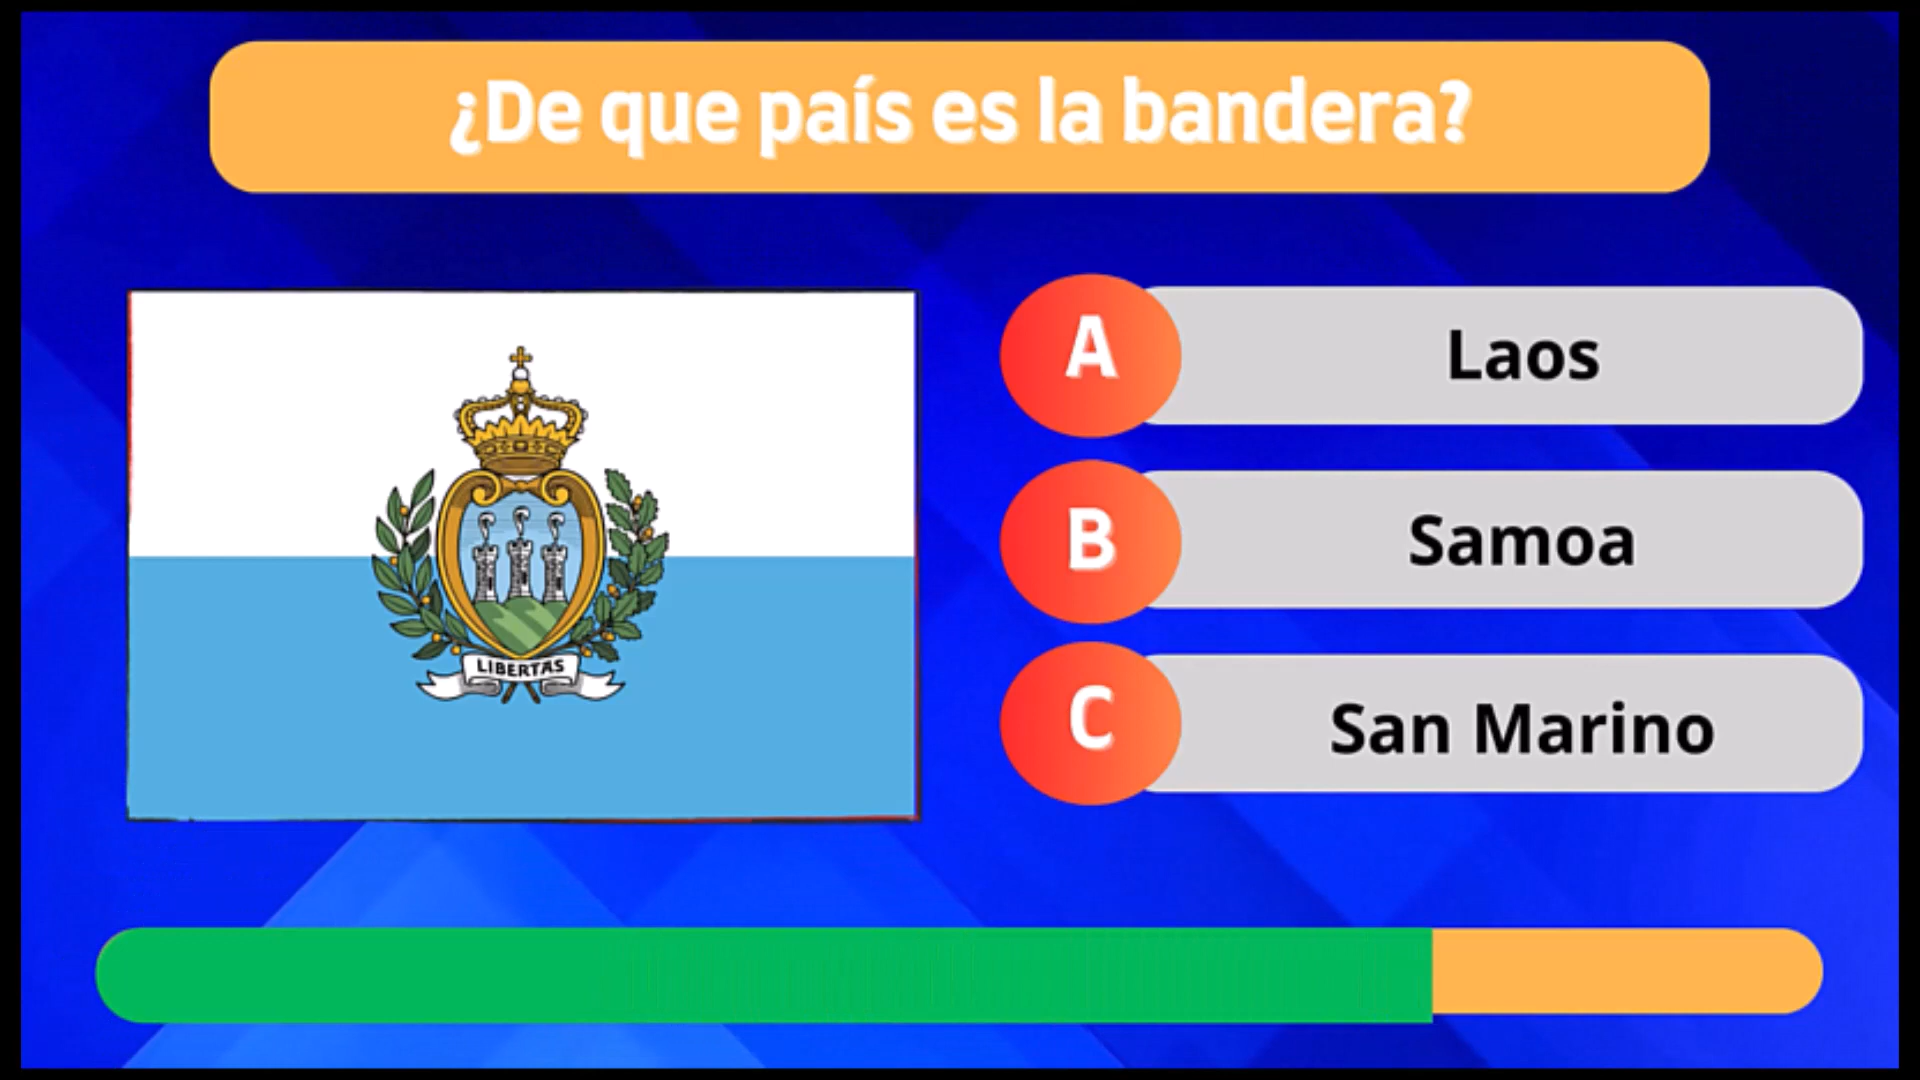 ¿De que país es la bandera?
A
Laos
B
Samoa
C
San Marino
LIBERTAS